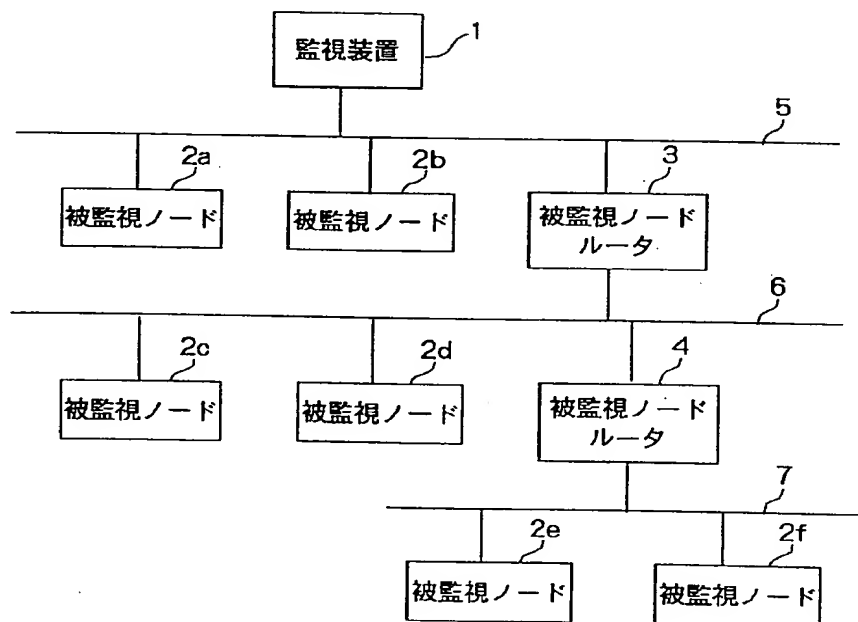 監視装置
1
5
2a
2b
3
被監視ノード
被監視ノード
被監視ノード
ルータ
6
2c
2d
4
被監視ノード
被監視ノード
被監視ノード
ルータ
7
2e
2f
被監視ノード
被監視ノード